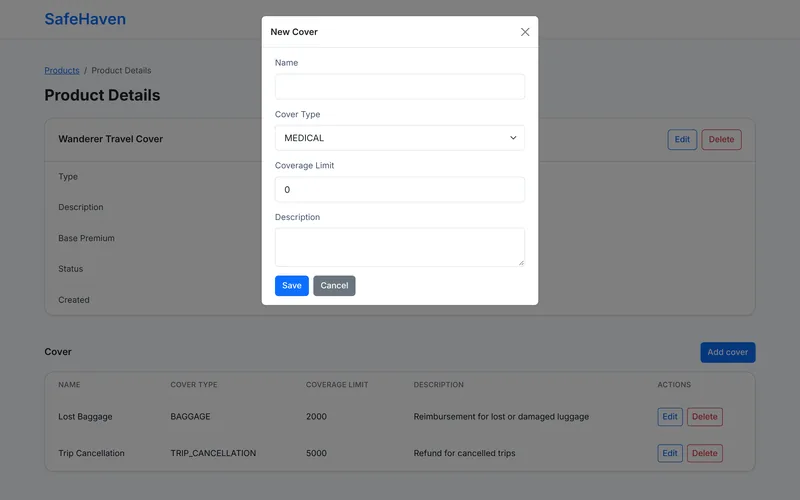 SafeHaven
New Cover
Name
Cover Type
MEDICAL
Coverage Limit
0
Description
Save Cancel
Products / Product Details
Product Details
Wanderer Travel Cover Edit Delete
Type
Description
Base Premium
Status
Created
Cover Add cover
NAME COVER TYPE COVERAGE LIMIT DESCRIPTION ACTIONS
Lost Baggage BAGGAGE 2000 Reimbursement for lost or damaged luggage Edit Delete
Trip Cancellation TRIP_CANCELLATION 5000 Refund for cancelled trips Edit Delete